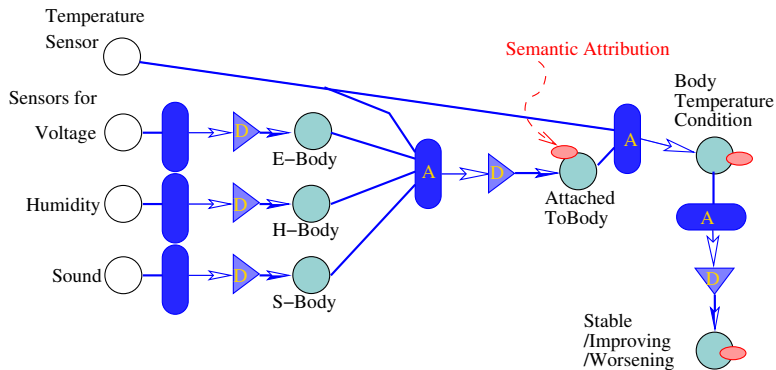 Temperature
Sensor
Semantic Attribution
Sensors for
Voltage
D
E−Body
A
Body
Temperature
Condition
A
Humidity
D
H−Body
D
Attached
ToBody
A
Sound
D
S−Body
D
Stable
/Improving
/Worsening